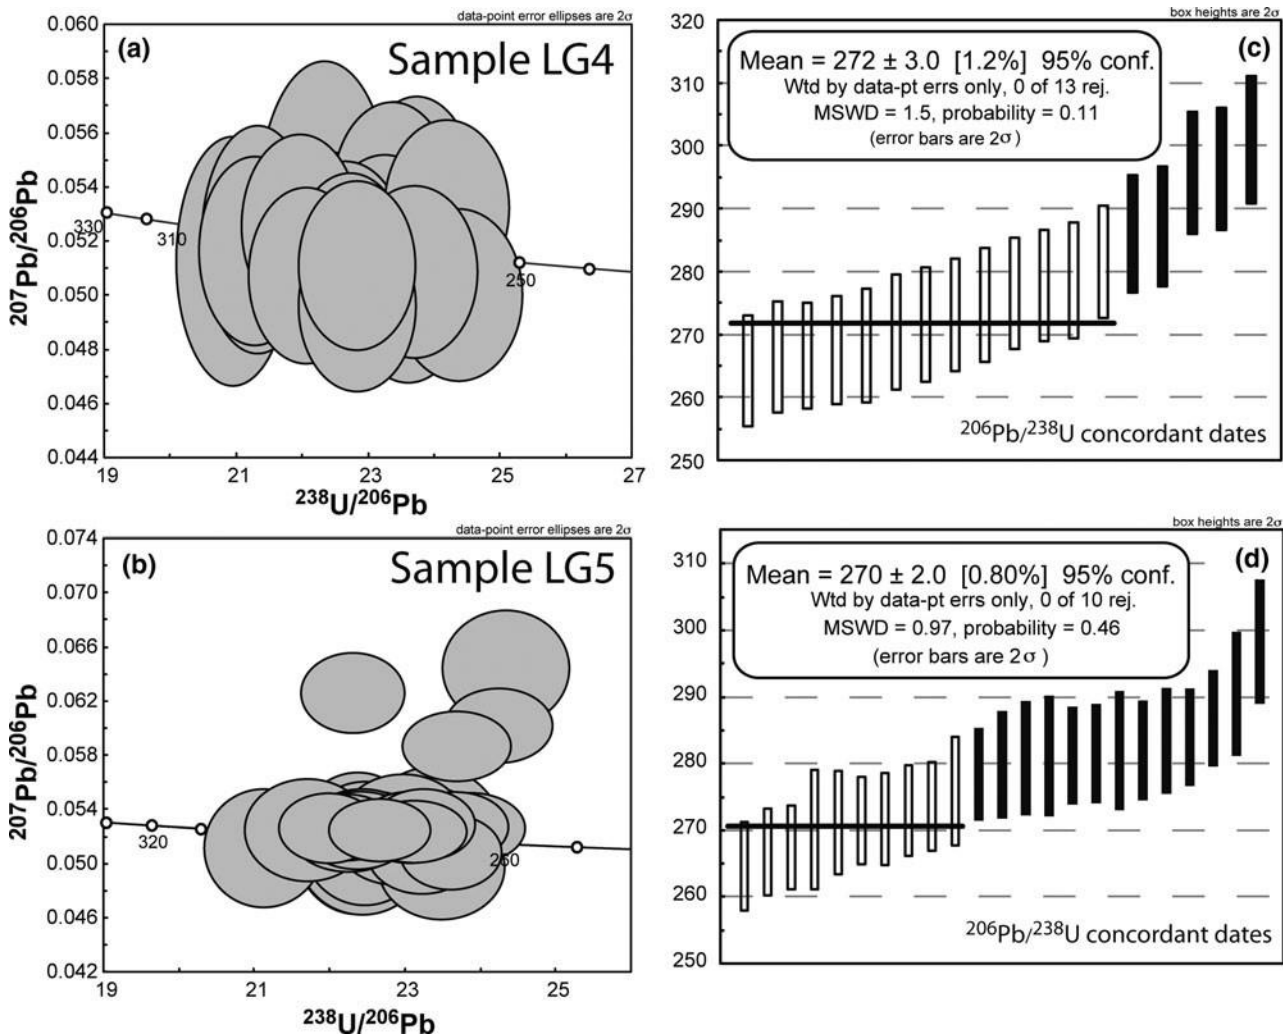 data-point error ellipses are 2σ
(a) Sample LG4
0.060
0.058
0.056
0.054
0.052
0.050
0.048
0.046
0.044
207Pb/206Pb
330
310
250
19 21 23 25 27
238U/206Pb
box heights are 2σ
(c)
320
310
300
290
280
270
260
250
Mean = 272 ± 3.0 [1.2%] 95% conf.
Wtd by data-pt errs only, 0 of 13 rej.
MSWD = 1.5, probability = 0.11
(error bars are 2σ)
206Pb/238U concordant dates
data-point error ellipses are 2σ
(b) Sample LG5
0.074
0.070
0.066
0.062
0.058
0.054
0.050
0.046
0.042
207Pb/206Pb
320
260
19 21 23 25
238U/206Pb
box heights are 2σ
(d)
310
300
290
280
270
260
250
Mean = 270 ± 2.0 [0.80%] 95% conf.
Wtd by data-pt errs only, 0 of 10 rej.
MSWD = 0.97, probability = 0.46
(error bars are 2σ)
206Pb/238U concordant dates